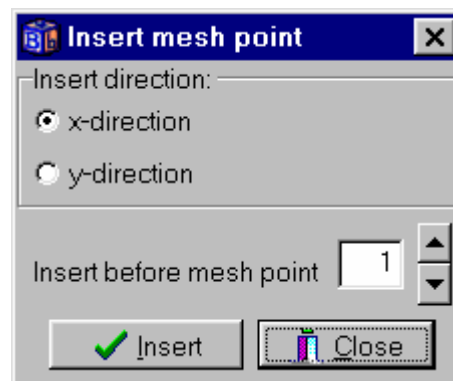 Insert mesh point
Insert direction:
x-direction
y-direction
Insert before mesh point 1
Insert Close